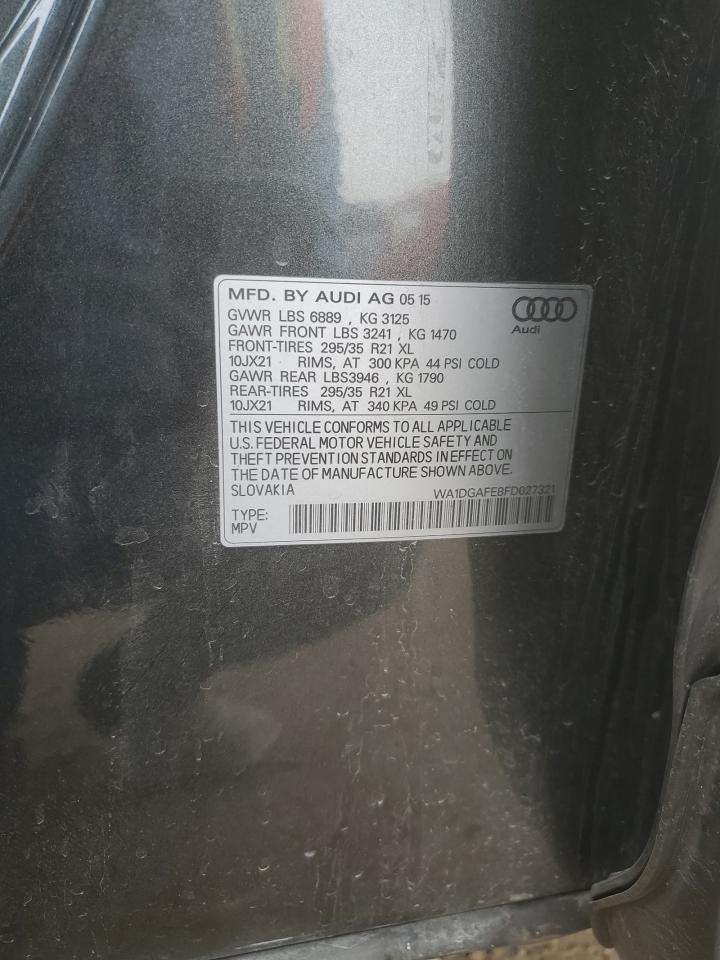 MFD. BY AUDI AG 05 15
GVWR LBS 6889 , KG 3125
GAWR FRONT LBS 3241 , KG 1470
FRONT-TIRES 295/35 R21 XL
10JX21 RIMS, AT 300 KPA 44 PSI COLD
GAWR REAR LBS3946 , KG 1790
REAR-TIRES 295/35 R21 XL
10JX21 RIMS, AT 340 KPA 49 PSI COLD
Audi
THIS VEHICLE CONFORMS TO ALL APPLICABLE
U.S. FEDERAL MOTOR VEHICLE SAFETY AND
THEFT PREVENTION STANDARDS IN EFFECT ON
THE DATE OF MANUFACTURE SHOWN ABOVE.
SLOVAKIA
WA1DGAFE8FD027321
TYPE:
MPV